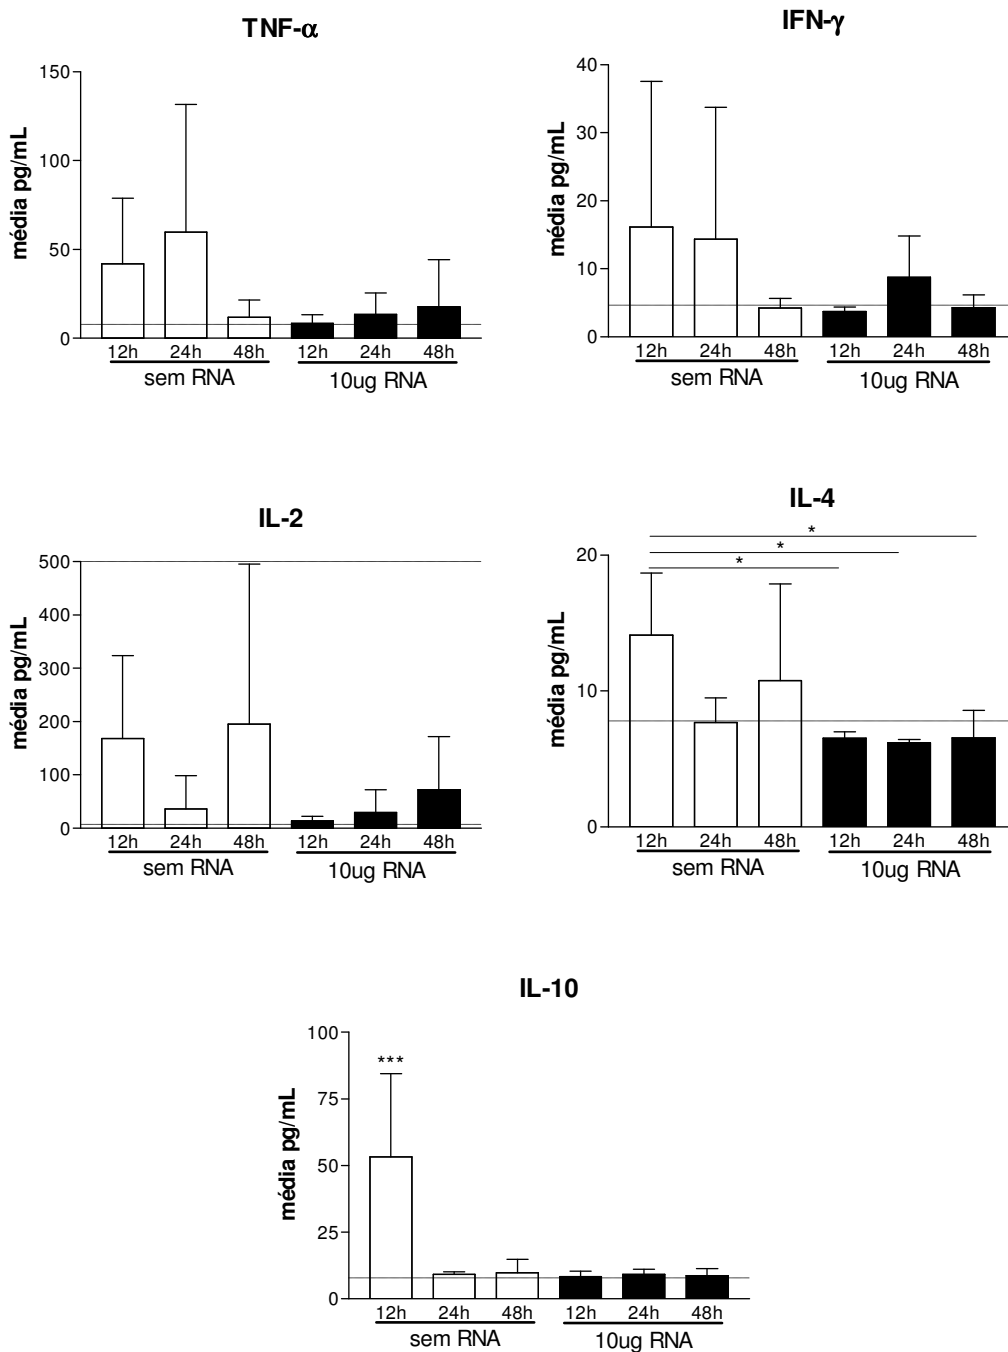 TNF-α
média pg/mL
150
100
50
0
12h 24h 48h 12h 24h 48h
sem RNA 10ug RNA
IFN-γ
média pg/mL
40
30
20
10
0
12h 24h 48h 12h 24h 48h
sem RNA 10ug RNA
IL-2
média pg/mL
500
400
300
200
100
0
12h 24h 48h 12h 24h 48h
sem RNA 10ug RNA
IL-4
média pg/mL
*
*
*
20
10
0
12h 24h 48h 12h 24h 48h
sem RNA 10ug RNA
IL-10
média pg/mL
100
***
75
50
25
0
12h 24h 48h 12h 24h 48h
sem RNA 10ug RNA